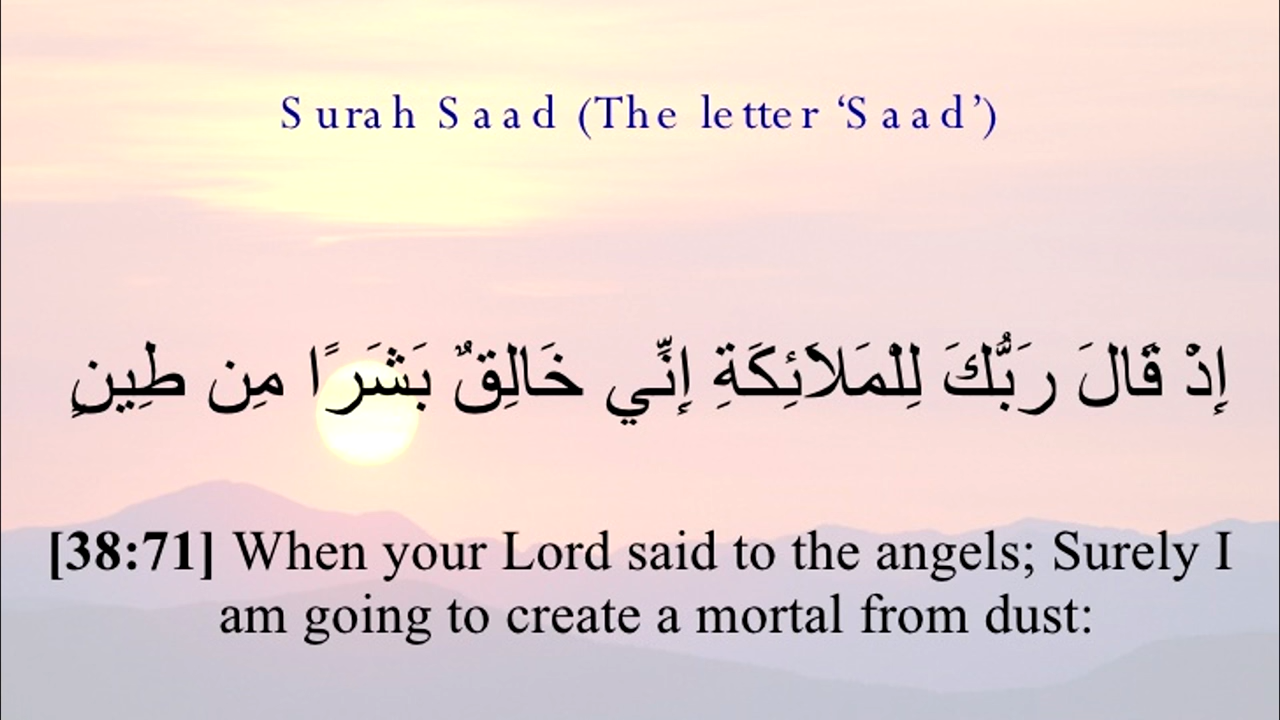 Surah Saad (The letter ‘Saad’)
إِذْ قَالَ رَبُّكَ لِلْمَلَائِكَةِ إِنِّي خَالِقٌ بَشَرًا مِن طِينٍ
[38:71] When your Lord said to the angels; Surely I
am going to create a mortal from dust: